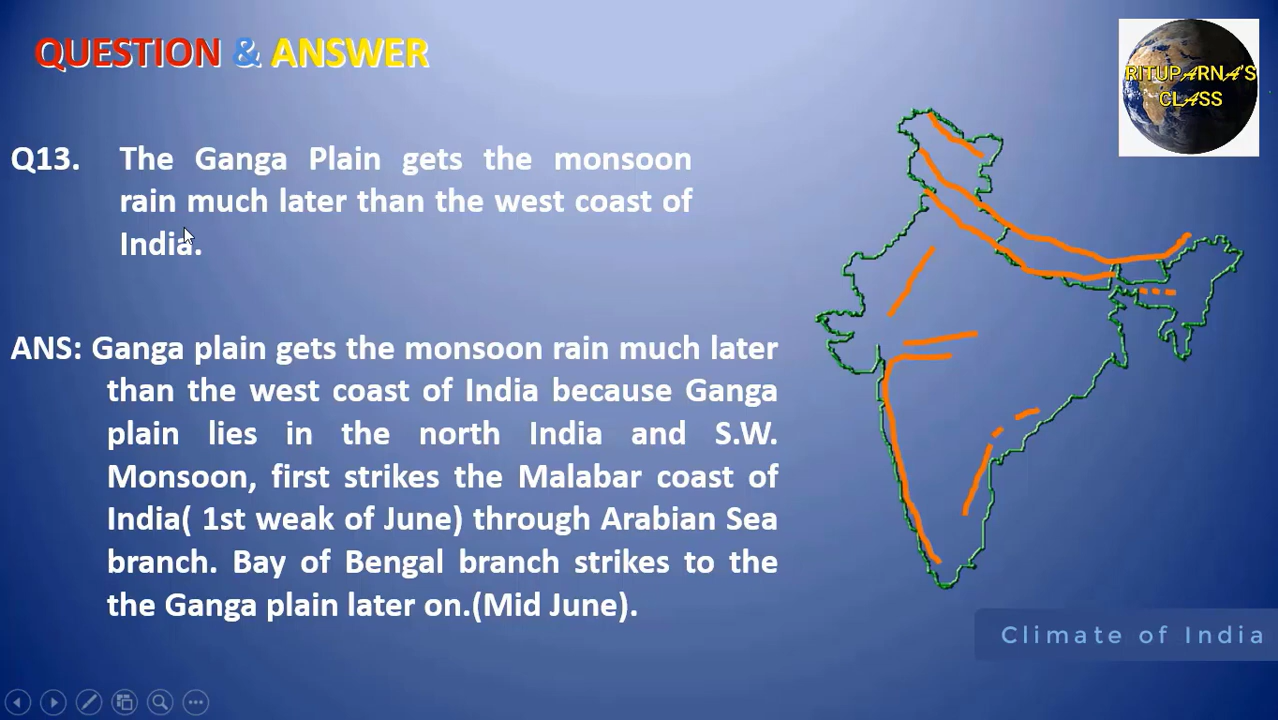 QUESTION & ANSWER
RITUPARNA'S
CLASS
Q13. The Ganga Plain gets the monsoon
rain much later than the west coast of
India.
ANS: Ganga plain gets the monsoon rain much later
than the west coast of India because Ganga
plain lies in the north India and S.W.
Monsoon, first strikes the Malabar coast of
India( 1st weak of June) through Arabian Sea
branch. Bay of Bengal branch strikes to the
the Ganga plain later on.(Mid June).
Climate of India